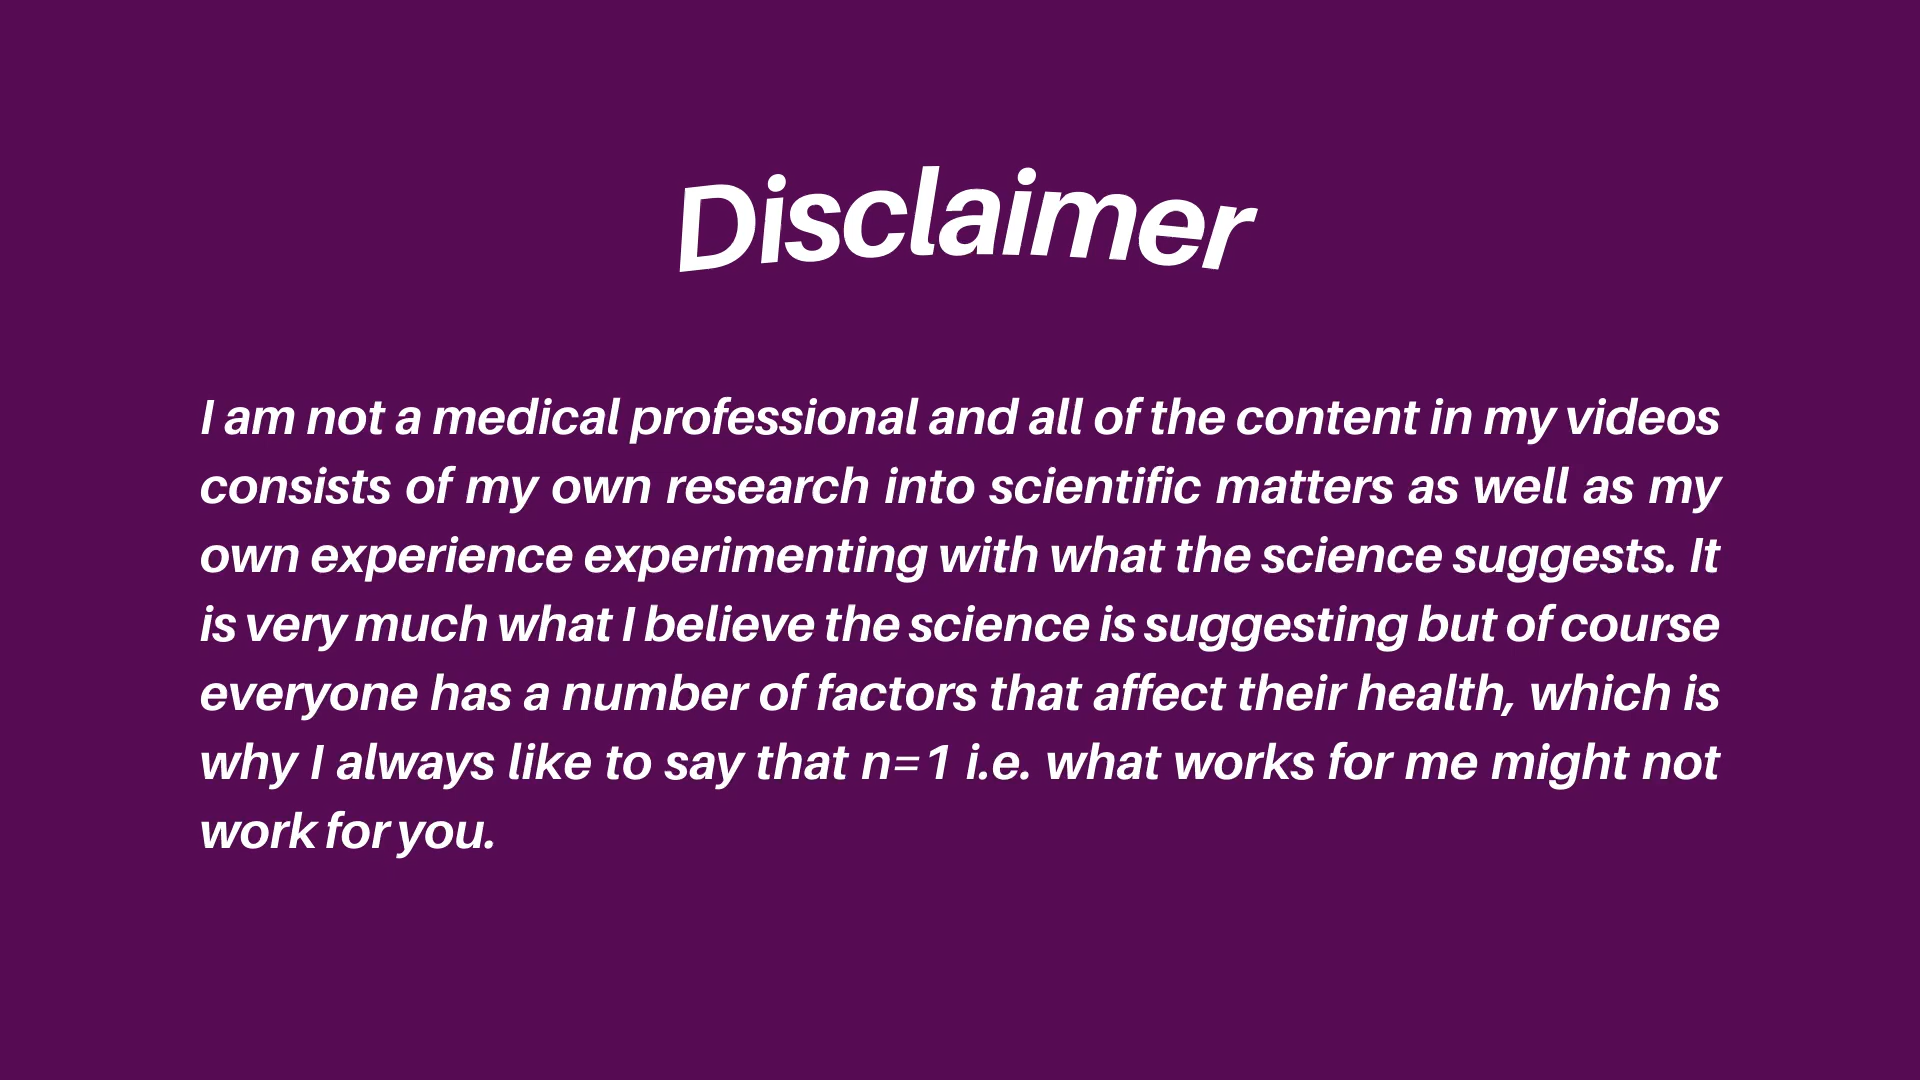 Disclaimer
I am not a medical professional and all of the content in my videos
consists of my own research into scientific matters as well as my
own experience experimenting with what the science suggests. It
is very much what I believe the science is suggesting but of course
everyone has a number of factors that affect their health, which is
why I always like to say that n=1 i.e. what works for me might not
work for you.